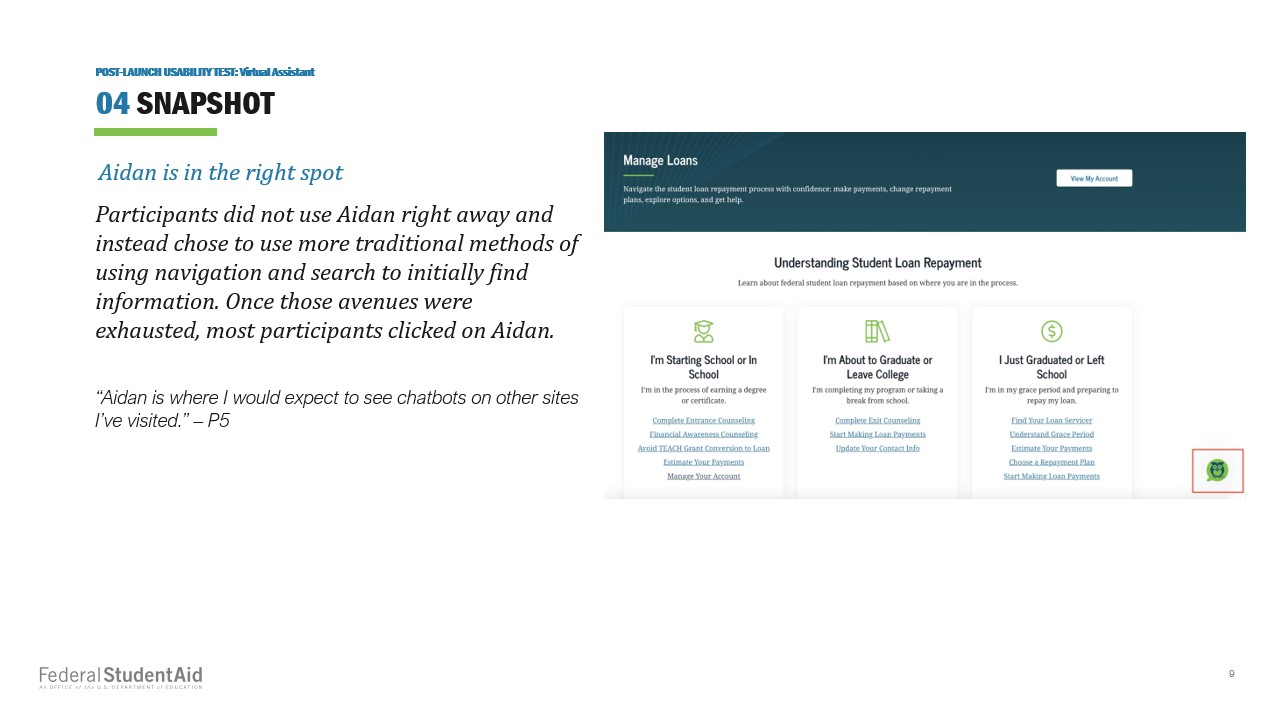 POST-LAUNCH USABILITY TEST: Virtual Assistant
04 SNAPSHOT
Aidan is in the right spot
Participants did not use Aidan right away and
instead chose to use more traditional methods of
using navigation and search to initially find
information. Once those avenues were
exhausted, most participants clicked on Aidan.
“Aidan is where I would expect to see chatbots on other sites
I’ve visited.” – P5
Manage Loans
Navigate the student loan repayment process with confidence: make payments, change repayment
plans, explore options, and get help.
View My Account
Understanding Student Loan Repayment
Learn about federal student loan repayment based on where you are in the process.
I'm Starting School or In
School
I'm in the process of earning a degree
or certificate.
Complete Entrance Counseling
Financial Awareness Counseling
Avoid TEACH Grant Conversion to Loan
Estimate Your Payments
Manage Your Account
I'm About to Graduate or
Leave College
I'm completing my program or taking a
break from school.
Complete Exit Counseling
Start Making Loan Payments
Update Your Contact Info
I Just Graduated or Left
School
I'm in my grace period and preparing to
repay my loan.
Find Your Loan Servicer
Understand Grace Period
Estimate Your Payments
Choose a Repayment Plan
Start Making Loan Payments
Federal StudentAid
An OFFICE of the U.S. DEPARTMENT of EDUCATION
9